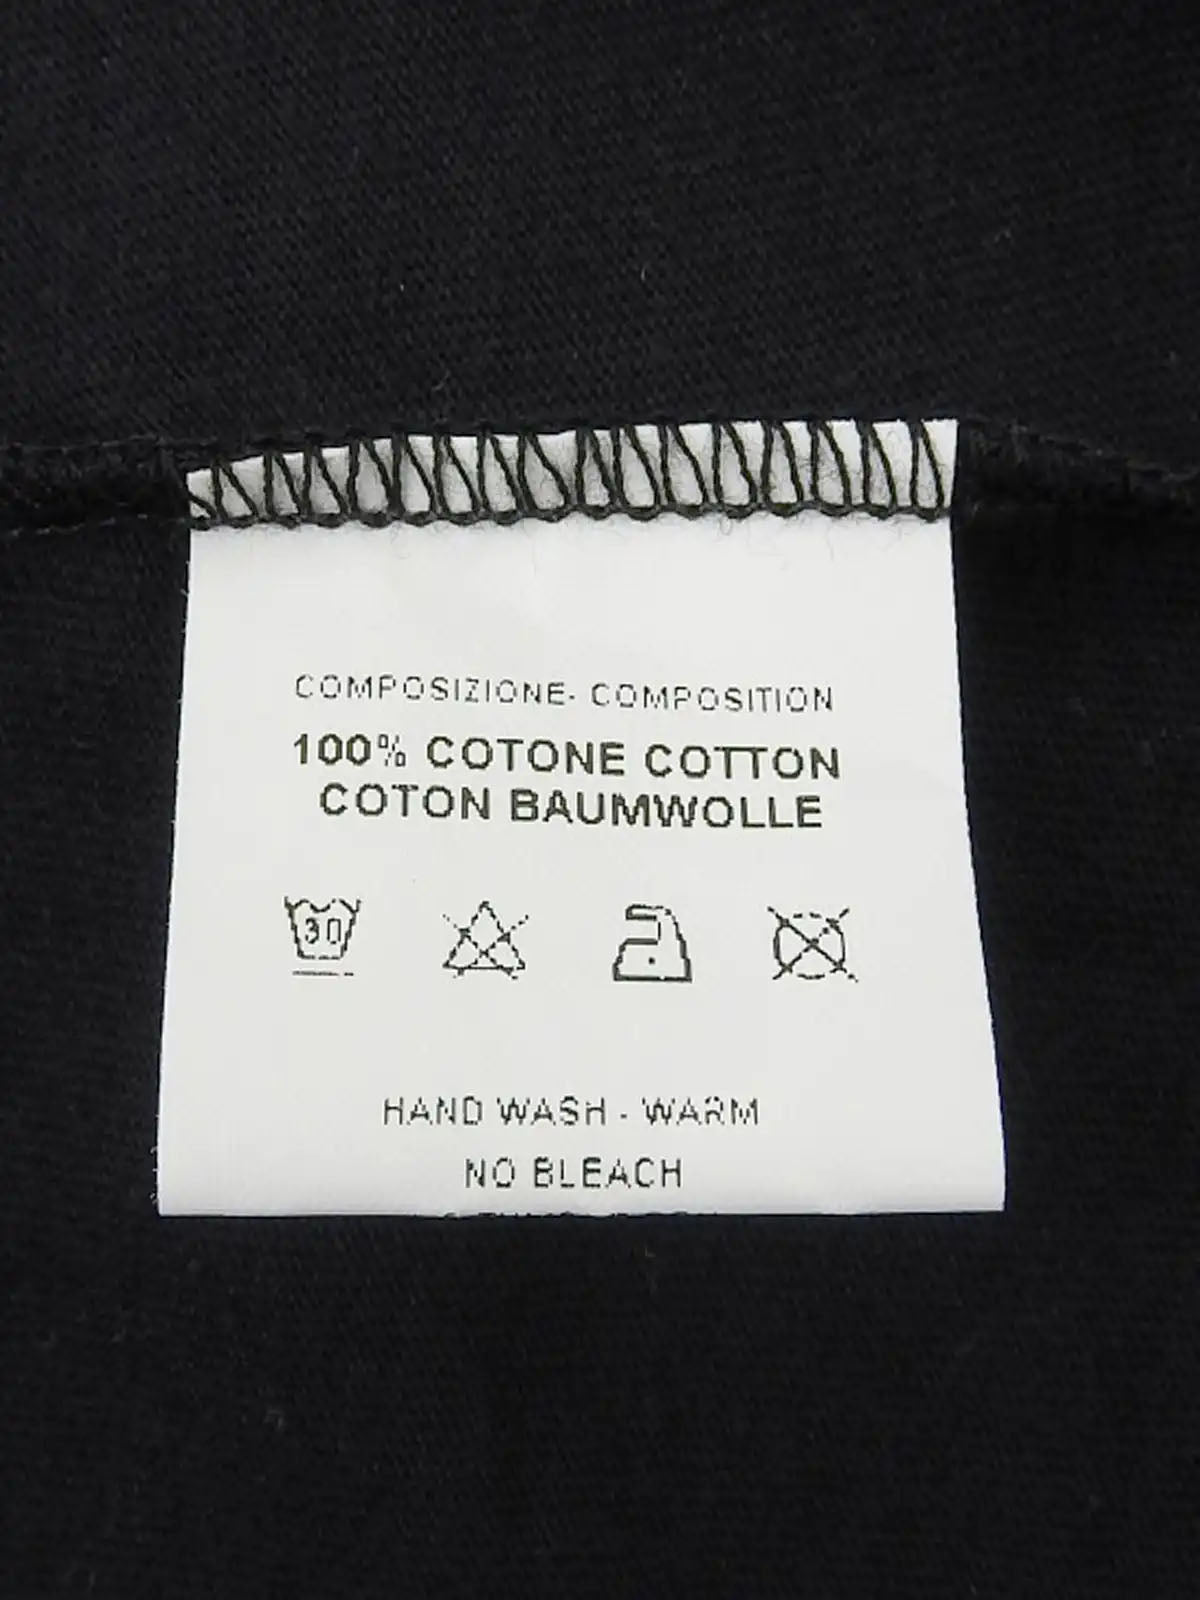 COMPOSIZIONE- COMPOSITION
100% COTONE COTTON
COTON BAUMWOLLE
30
HAND WASH - WARM
NO BLEACH